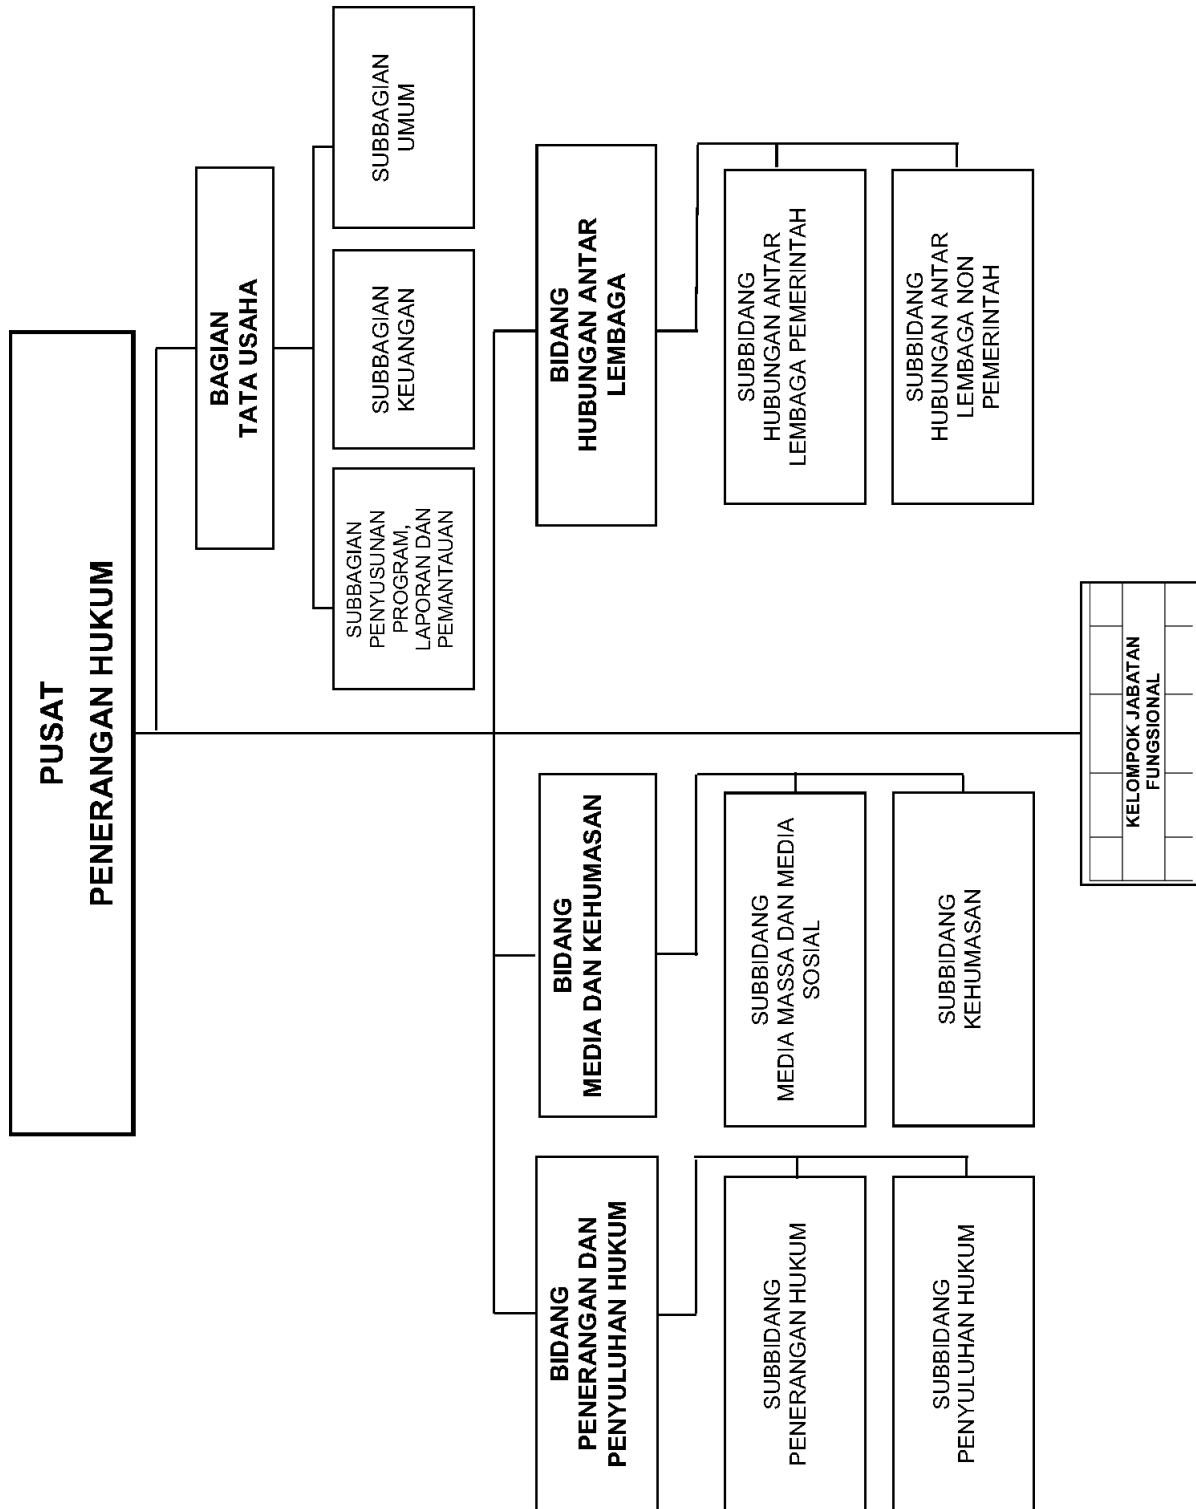 PUSAT
PENERANGAN HUKUM
BAGIAN
TATA USAHA
SUBBAGIAN
PENYUSUNAN
PROGRAM,
LAPORAN DAN
PEMANTAUAN
SUBBAGIAN
KEUANGAN
SUBBAGIAN
UMUM
BIDANG
PENERANGAN DAN
PENYULUHAN HUKUM
BIDANG
MEDIA DAN KEHUMASAN
BIDANG
HUBUNGAN ANTAR
LEMBAGA
SUBBIDANG
PENERANGAN HUKUM
SUBBIDANG
MEDIA MASSA DAN MEDIA
SOSIAL
SUBBIDANG
HUBUNGAN ANTAR
LEMBAGA PEMERINTAH
SUBBIDANG
PENYULUHAN HUKUM
SUBBIDANG
KEHUMASAN
SUBBIDANG
HUBUNGAN ANTAR
LEMBAGA NON
PEMERINTAH
KELOMPOK JABATAN
FUNGSIONAL